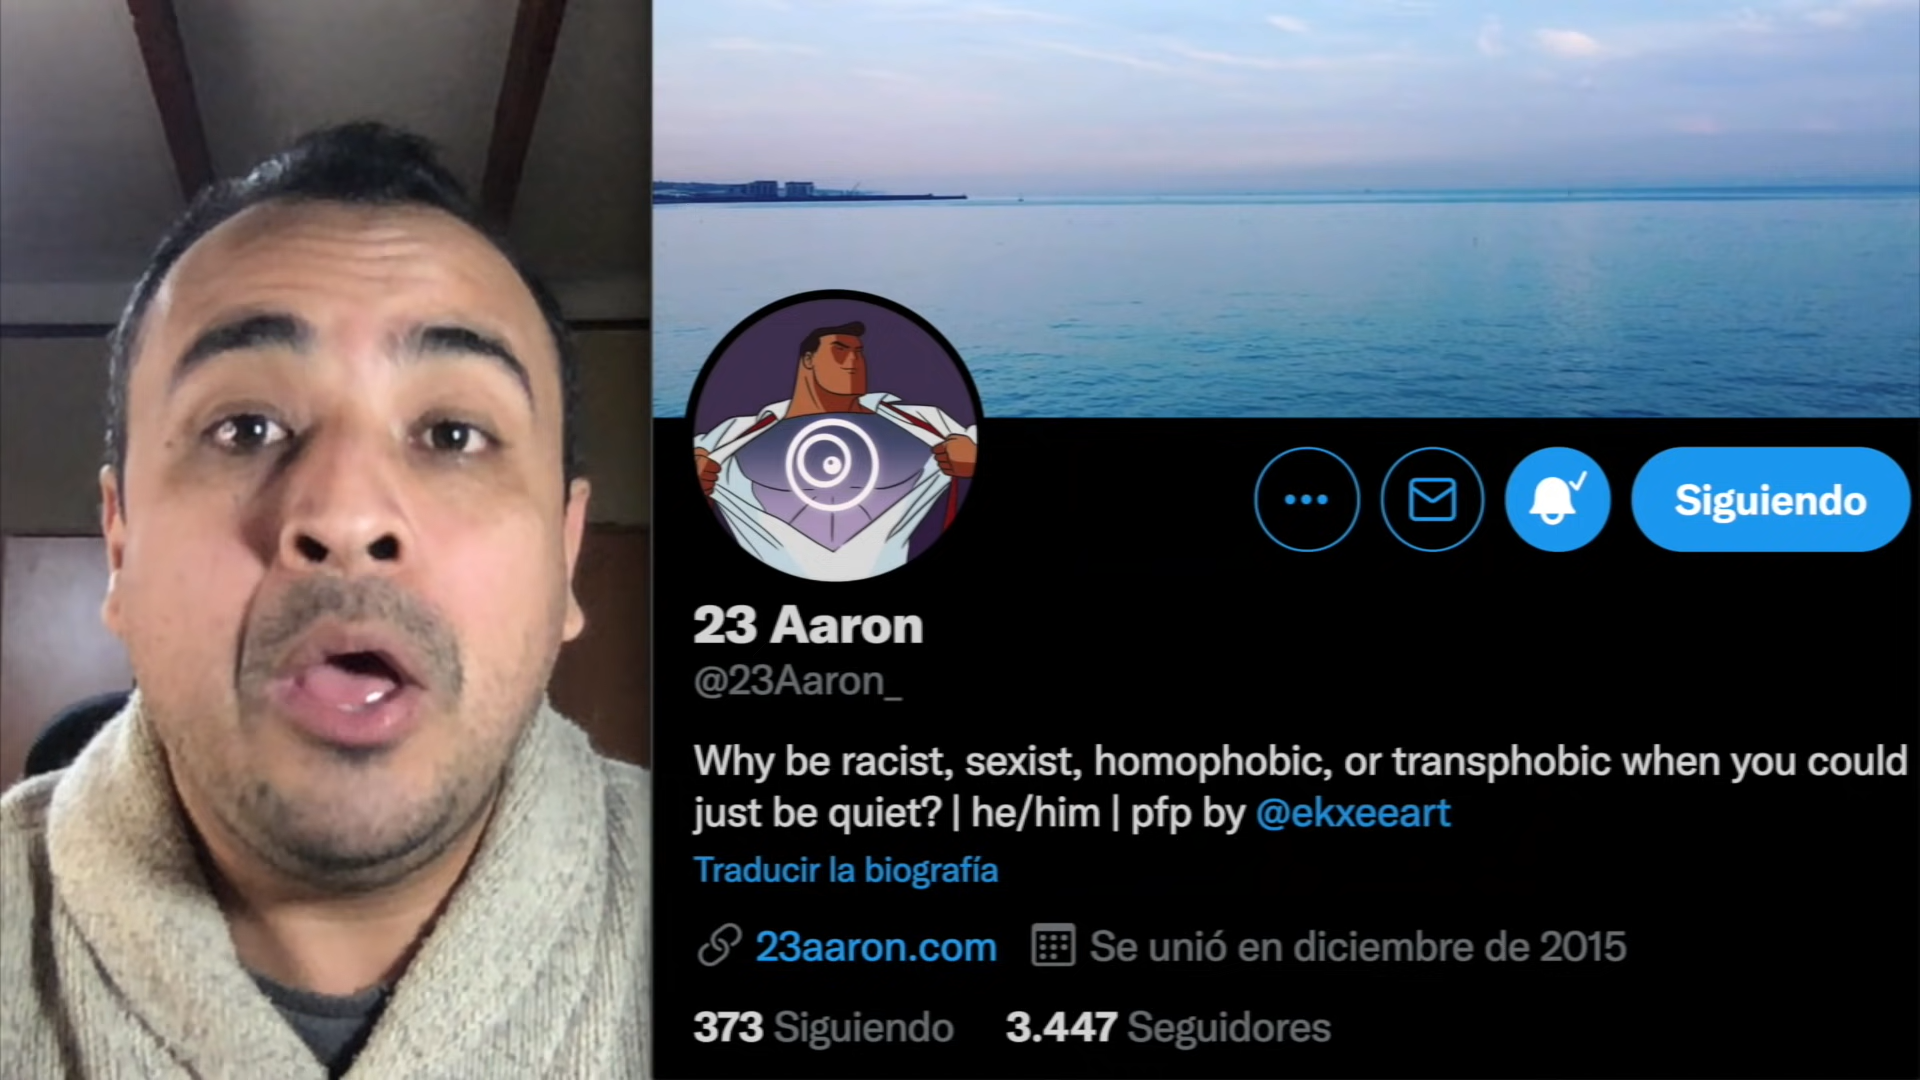 Siguiendo
23 Aaron
@23Aaron_
Why be racist, sexist, homophobic, or transphobic when you could
just be quiet? | he/him | pfp by @ekxeeart
Traducir la biografía
23aaron.com Se unió en diciembre de 2015
373 Siguiendo 3.447 Seguidores